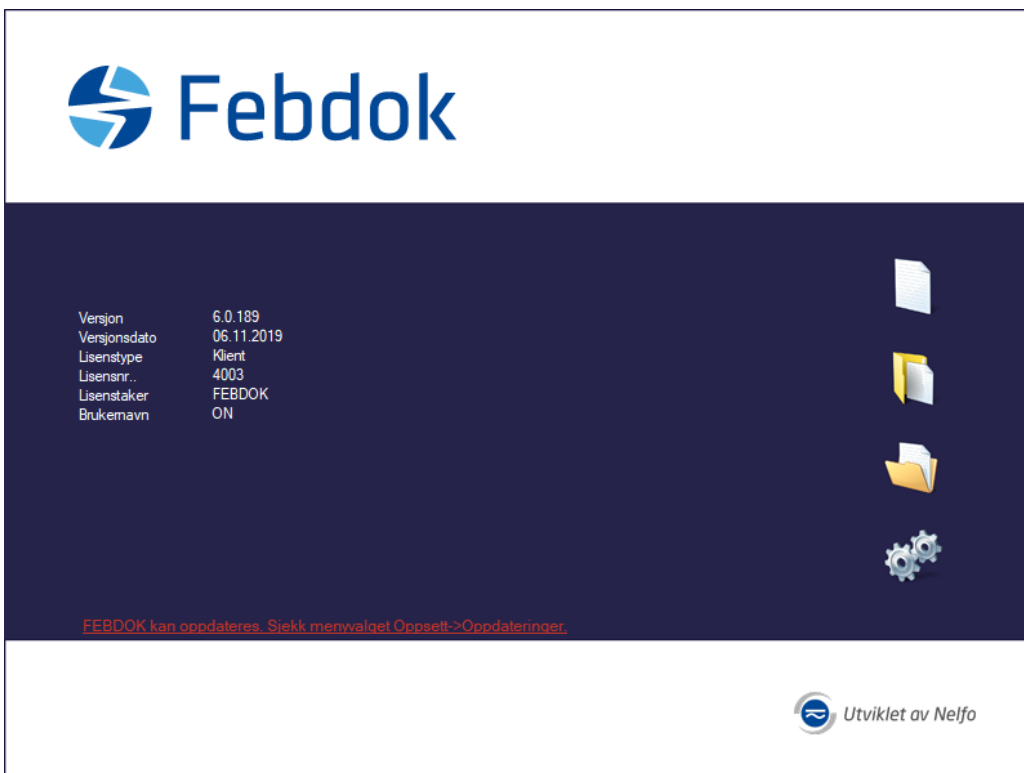 Febdok
Versjon 6.0.189
Versjonsdato 06.11.2019
Lisenstype Klient
Lisensnr.. 4003
Lisenstaker FEBDOK
Brukernavn ON
FEBDOK kan oppdateres. Sjekk menyvalget Oppsett->Oppdateringer.
Utviklet av Nelfo